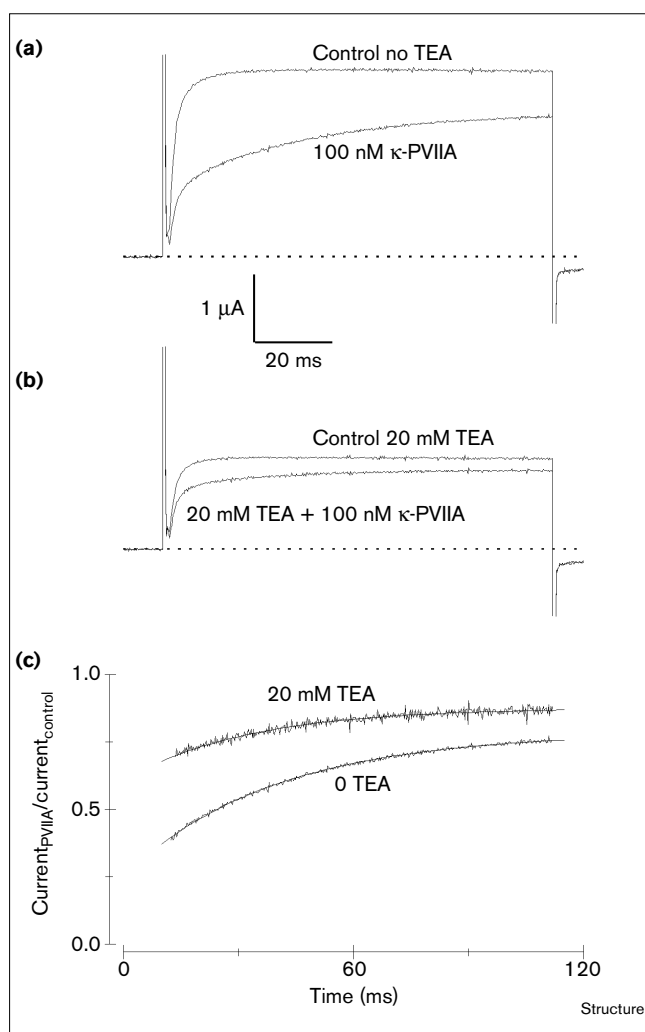 (a)
Control no TEA
100 nM κ-PVIIA
1 μA
20 ms
(b)
Control 20 mM TEA
20 mM TEA + 100 nM κ-PVIIA
(c)
1.0
20 mM TEA
0 TEA
0.5
Current_PVIIA/current_control
0.0
0
60
120
Time (ms)
Structure